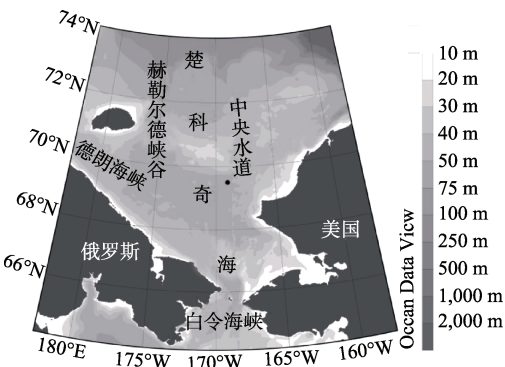 74°N
72°N
70°N
68°N
66°N
180°E
175°W
170°W
165°W
160°W
楚
科
奇
海
赫勒尔德峡谷
中央水道
德朗海峡
俄罗斯
美国
白令海峡
Occan Data Vicw
10 m
20 m
30 m
40 m
50 m
75 m
100 m
250 m
500 m
1,000 m
2,000 m